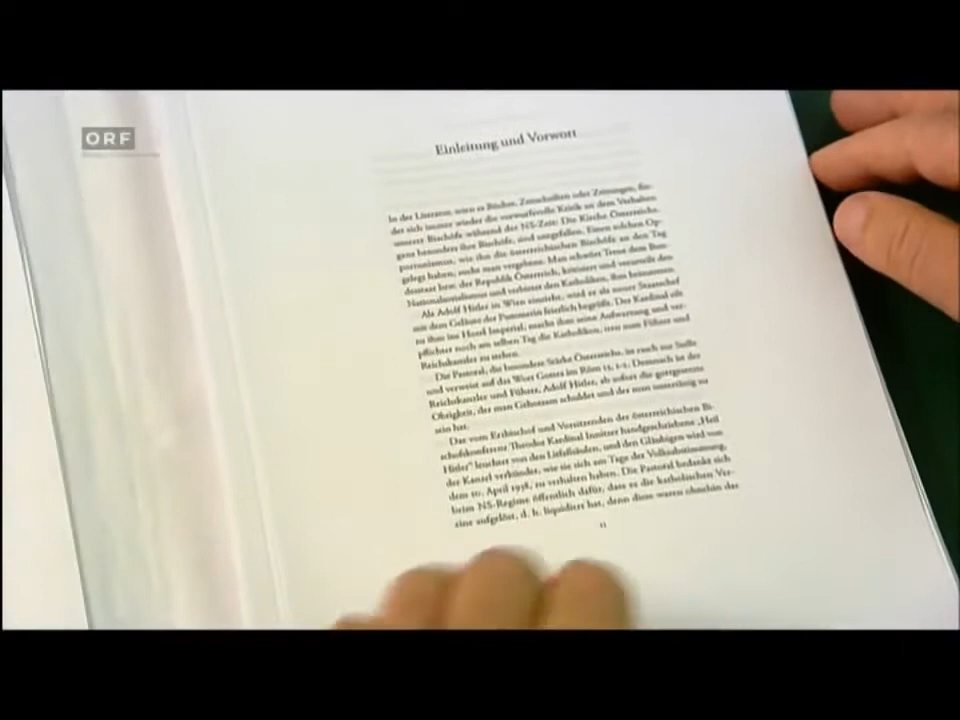 ORF
Einleitung und Vorwort
In der Literatur, wenn es Bücher, Zeitschriften oder Zeitungen, fin-
det sich immer wieder die vorwurfsvolle Kritik an dem Verhalten
unserer Bischöfe während der NS-Zeit: Die Kirche Österreichs,
ganz besonders ihre Bischöfe, sind umgefallen. Einen solchen Op-
portunismus, wie ihn die österreichischen Bischöfe an den Tag
gelegt haben, sucht man vergebens. Man schwört Treue dem Bun-
desstaat bzw. der Republik Österreich, kritisiert und verurteilt den
Nationalsozialismus und verbietet den Katholiken, ihm beizutreten.
Als Adolf Hitler in Wien einzieht, wird er als neuer Staatschef
mit dem Geläute der Pummerin feierlich begrüßt. Der Kardinal eilt
zu ihm ins Hotel Imperial, macht ihm seine Aufwartung und ver-
pflichtet noch am selben Tag die Katholiken, treu zum Führer und
Reichskanzler zu stehen.
Die Pastoral, die besondere Stärke Österreichs, ist rasch zur Stelle
und verweist auf das Wort Gottes im Röm 13, 1-2. Demnach ist der
Reichskanzler und Führer, Adolf Hitler, ab sofort die gottgesetzte
Obrigkeit, der man Gehorsam schuldet und der man untertänig zu
sein hat.
Das vom Erzbischof und Vorsitzenden der österreichischen Bi-
schofskonferenz Theodor Kardinal Innitzer handgeschriebene „Heil
Hitler“ leuchtet von den Litfaßsäulen, und den Gläubigen wird von
der Kanzel verkündet, wie sie sich am Tage der Volksabstimmung,
dem 10. April 1938, zu verhalten haben. Die Pastoral bedankt sich
beim NS-Regime öffentlich dafür, dass es die katholischen Ver-
eine aufgelöst, d. h. liquidiert hat, denn diese waren ohnehin das
11